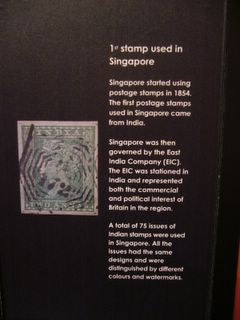 1st stamp used in
Singapore
Singapore started using
postage stamps in 1854.
The first postage stamps
used in Singapore came
from India.
Singapore was then
governed by the East
India Company (EIC).
The EIC was stationed in
India and represented
both the commercial
and political interest of
Britain in the region.
A total of 75 issues of
Indian stamps were used
in Singapore. All the
issues had the same
designs and were
distinguished by different
colours and watermarks.
INDIA
TWO ANNAS